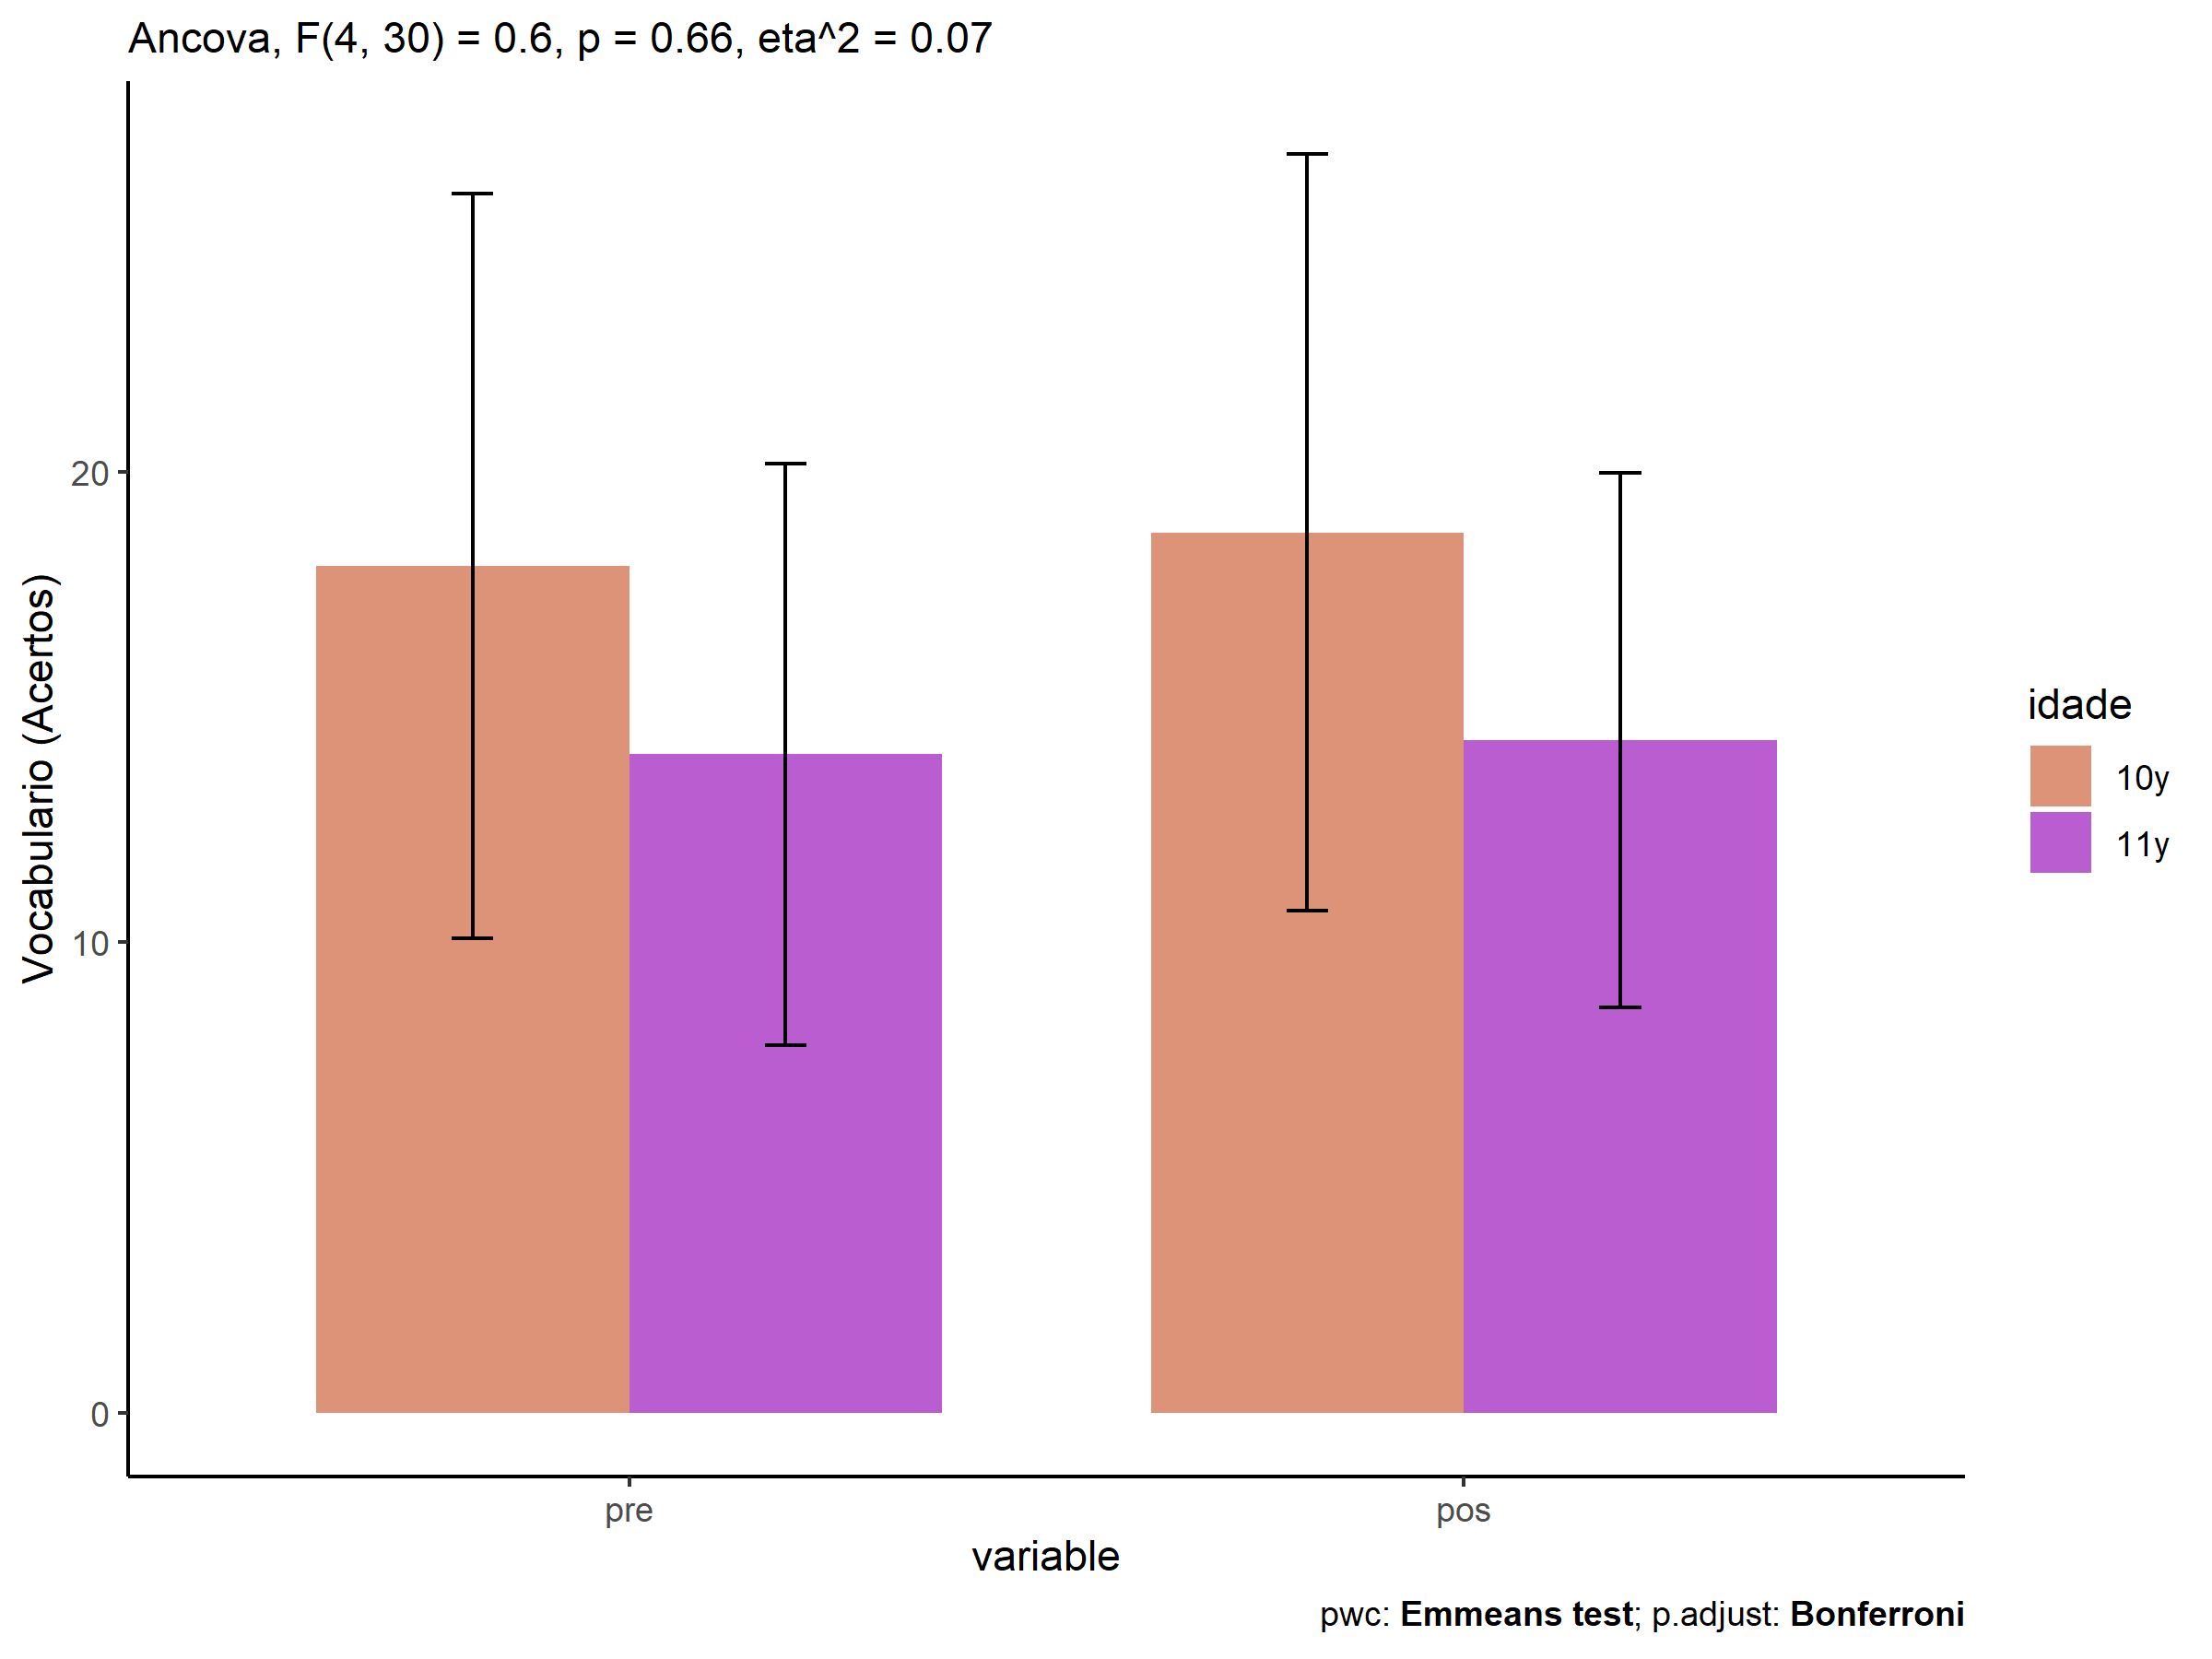 Ancova, F(4, 30) = 0.6, p = 0.66, eta^2 = 0.07
Vocabulario (Acertos)
20
10
0
pre
pos
variable
idade
10y
11y
pwc: Emmeans test; p.adjust: Bonferroni